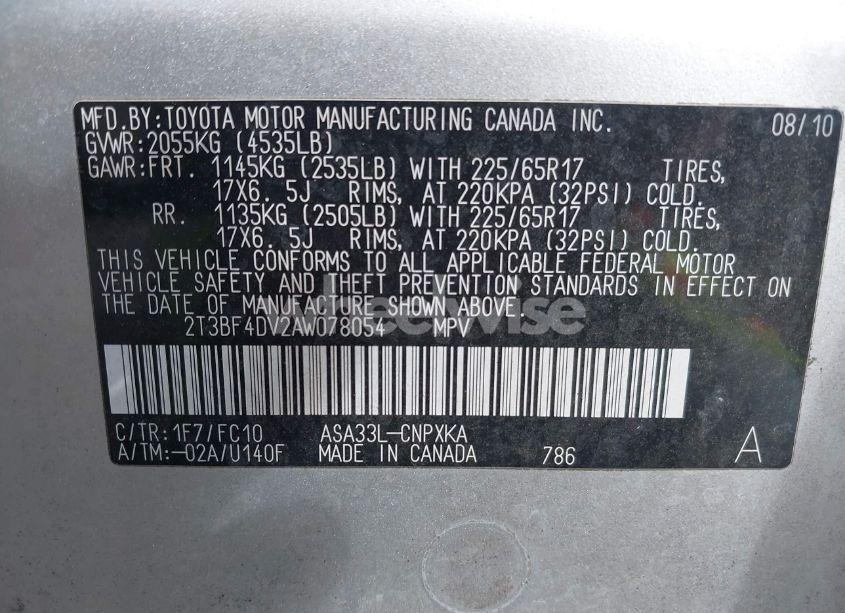 MFD.BY:TOYOTA MOTOR MANUFACTURING CANADA INC. 08/10
GVWR:2055KG (4535LB)
GAWR:FRT. 1145KG (2535LB) WITH 225/65R17 TIRES,
17X6. 5J RIMS, AT 220KPA (32PSI) COLD.
RR. 1135KG (2505LB) WITH 225/65R17 TIRES,
17X6. 5J RIMS, AT 220KPA (32PSI) COLD.
THIS VEHICLE CONFORMS TO ALL APPLICABLE FEDERAL MOTOR
VEHICLE SAFETY AND THEFT PREVENTION STANDARDS IN EFFECT ON
THE DATE OF MANUFACTURE SHOWN ABOVE.
wheelwise
2T3BF4DV2AW078054 MPV
C/TR:1F7/FC10 ASA33L-CNPXKA
A/TM:-02A/U140F MADE IN CANADA 786 A